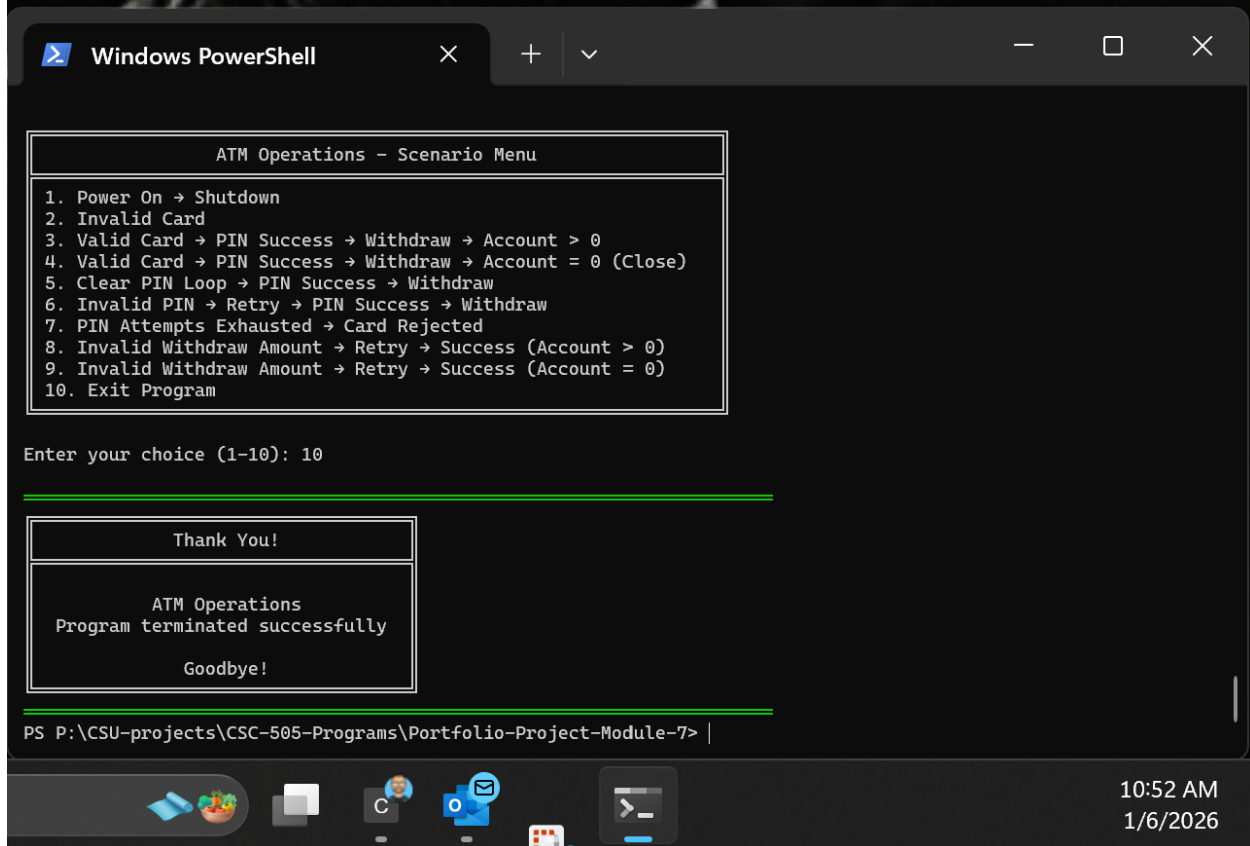 Windows PowerShell
ATM Operations – Scenario Menu
1. Power On → Shutdown
2. Invalid Card
3. Valid Card → PIN Success → Withdraw → Account > 0
4. Valid Card → PIN Success → Withdraw → Account = 0 (Close)
5. Clear PIN Loop → PIN Success → Withdraw
6. Invalid PIN → Retry → PIN Success → Withdraw
7. PIN Attempts Exhausted → Card Rejected
8. Invalid Withdraw Amount → Retry → Success (Account > 0)
9. Invalid Withdraw Amount → Retry → Success (Account = 0)
10. Exit Program
Enter your choice (1-10): 10
Thank You!
ATM Operations
Program terminated successfully
Goodbye!
PS P:\CSU-projects\CSC-505-Programs\Portfolio-Project-Module-7>
C
O
10:52 AM
1/6/2026